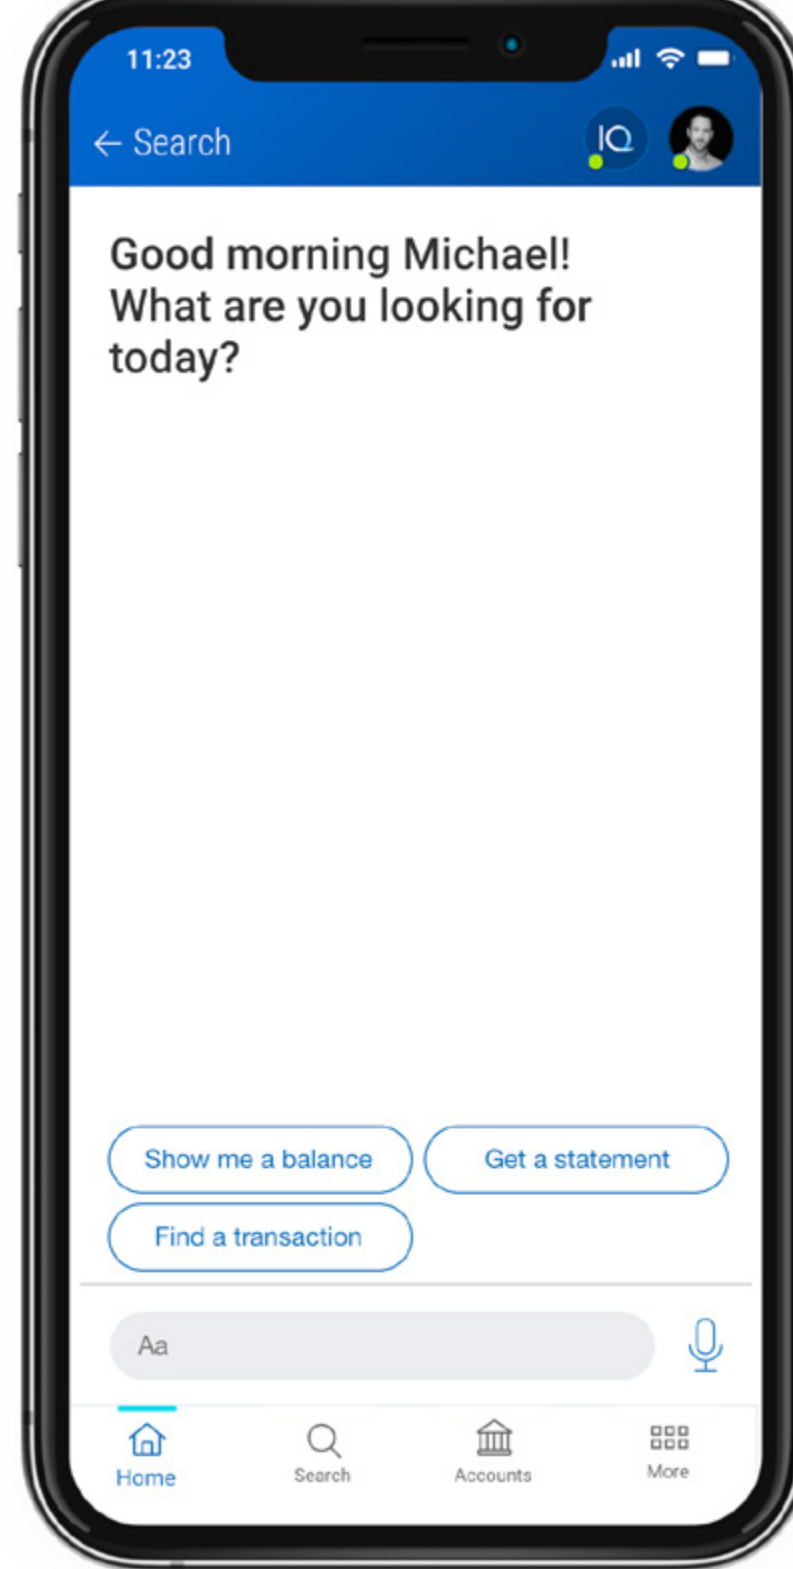 11:23
← Search
IQ
Good morning Michael!
What are you looking for
today?
Show me a balance
Get a statement
Find a transaction
Aa
Home
Search
Accounts
More